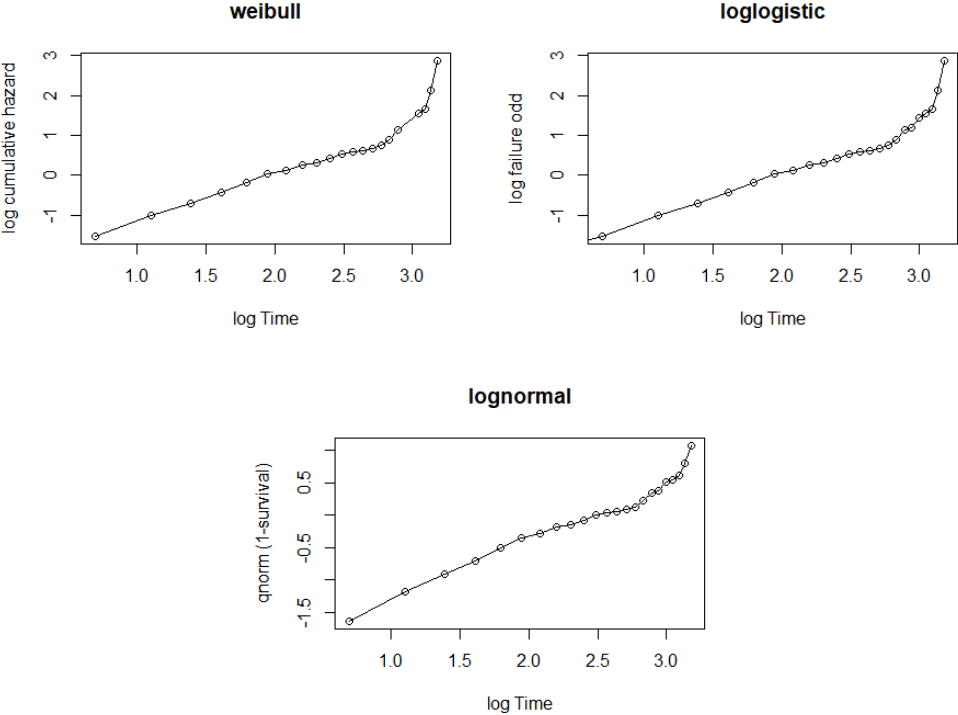 weibull
log cumulative hazard
3
2
1
0
-1
1.0 1.5 2.0 2.5 3.0
log Time
loglogistic
log failure odd
3
2
1
0
-1
1.0 1.5 2.0 2.5 3.0
log Time
lognormal
qnorm (1-survival)
0.5
-0.5
-1.5
1.0 1.5 2.0 2.5 3.0
log Time